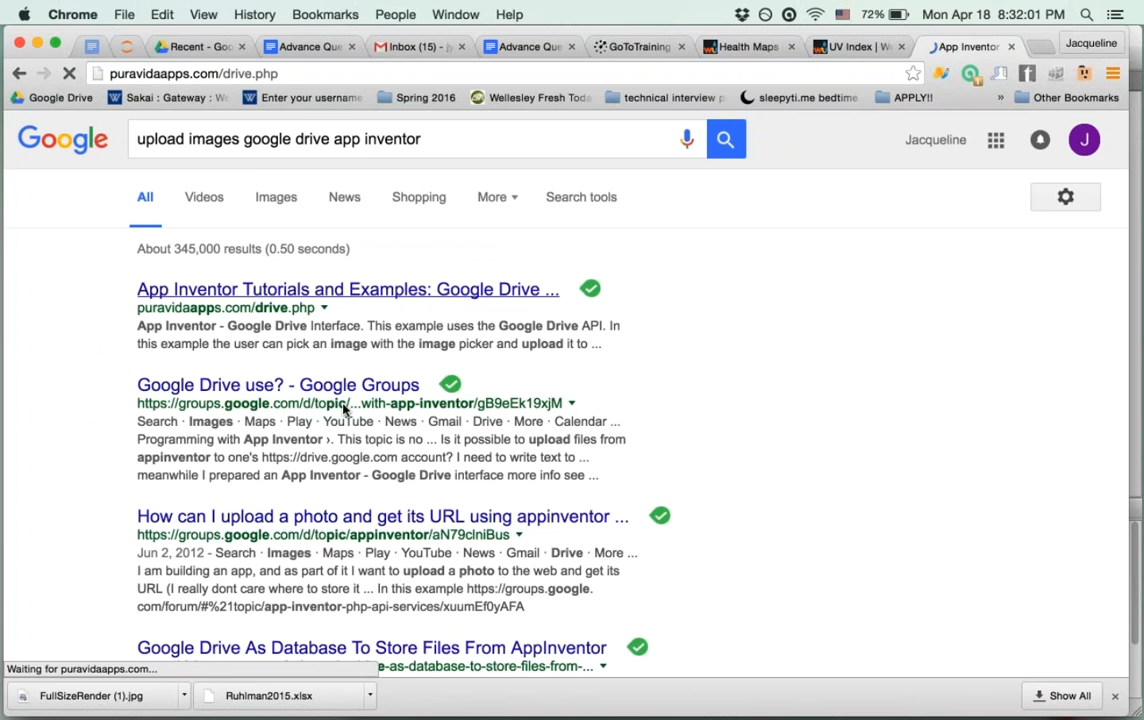 Chrome File Edit View History Bookmarks People Window Help 72% Mon Apr 18 8:32:01 PM
Recent - Goo Advance Que Inbox (15) - Advance Que GoToTraining Health Maps UV Index | W App Inventor Jacqueline
puravidaapps.com/drive.php
Google Drive Sakai : Gateway : We Enter your username Spring 2016 Wellesley Fresh Toda technical interview p sleepyti.me bedtime APPLY!! » Other Bookmarks
Google upload images google drive app inventor Jacqueline J
All Videos Images News Shopping More Search tools
About 345,000 results (0.50 seconds)
App Inventor Tutorials and Examples: Google Drive ...
puravidaapps.com/drive.php
App Inventor - Google Drive Interface. This example uses the Google Drive API. In
this example the user can pick an image with the image picker and upload it to ...
Google Drive use? - Google Groups
https://groups.google.com/d/topic/...with-app-inventor/gB9eEk19xjM
Search · Images · Maps · Play · YouTube · News · Gmail · Drive · More · Calendar ...
Programming with App Inventor ›. This topic is no ... Is it possible to upload files from
appinventor to one's https://drive.google.com account? I need to write text to ...
meanwhile I prepared an App Inventor - Google Drive interface more info see ...
How can I upload a photo and get its URL using appinventor ...
https://groups.google.com/d/topic/appinventor/aN79clniBus
Jun 2, 2012 - Search · Images · Maps · Play · YouTube · News · Gmail · Drive · More ...
I am building an app, and as part of it I want to upload a photo to the web and get its
URL (I really dont care where to store it ... In this example https://groups.google.
com/forum/#%21topic/app-inventor-php-api-services/xuumEf0yAFA
Google Drive As Database To Store Files From AppInventor
e-as-database-to-store-files-from-...
Waiting for puravidaapps.com...
FullSizeRender (1).jpg Ruhlman2015.xlsx Show All